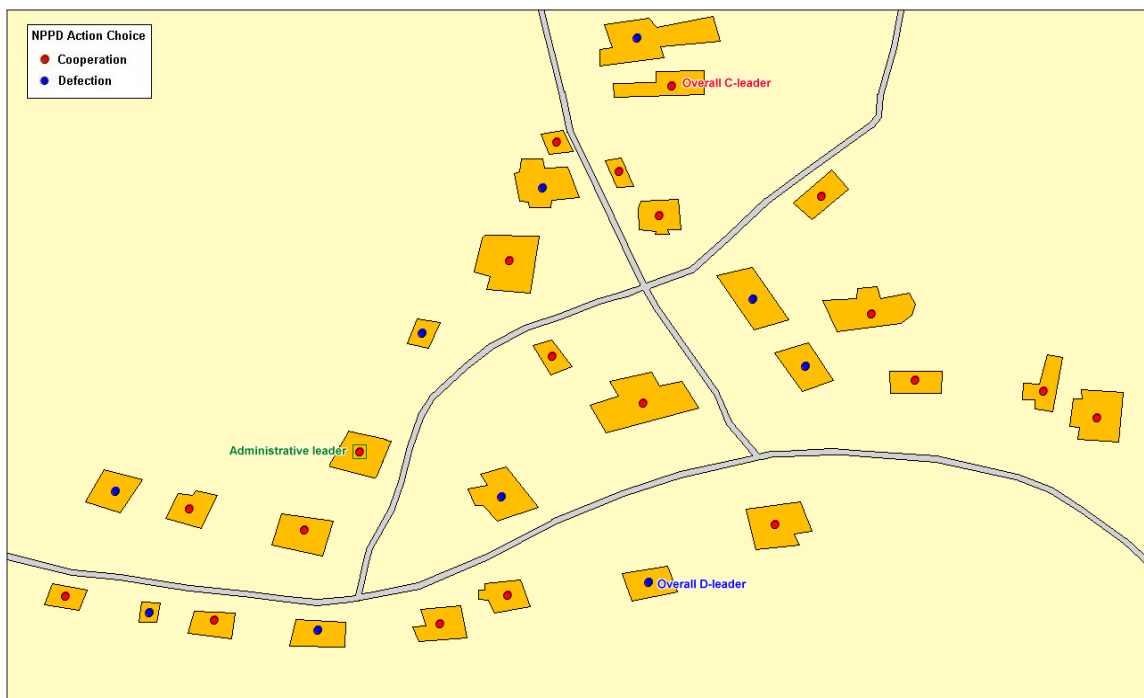 NPPD Action Choice
Cooperation
Defection
Overall C-leader
Administrative leader
Overall D-leader